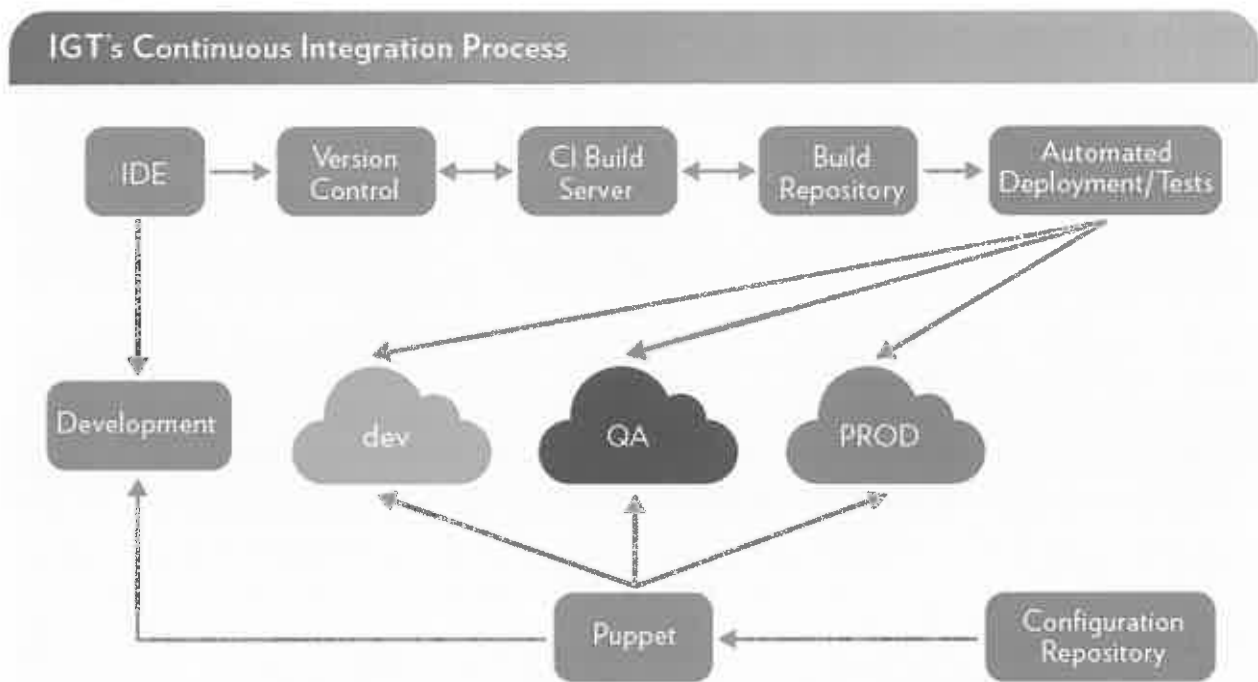 IGT's Continuous Integration Process
IDE
Version
Control
CI Build
Server
Build
Repository
Automated
Deployment/Tests
Development
dev
QA
PROD
Puppet
Configuration
Repository